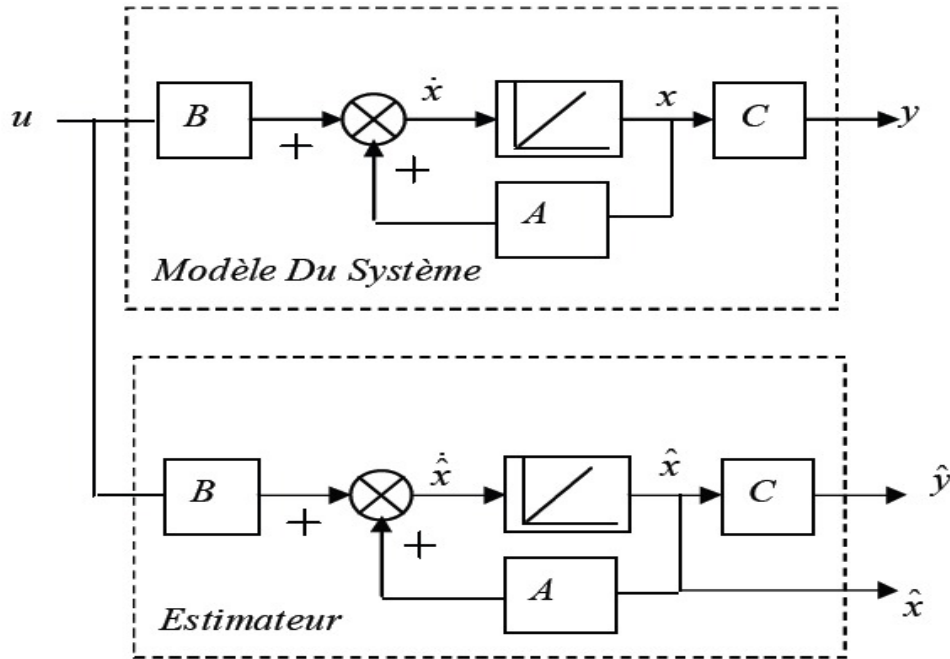 ẋ
x
u
B
C
y
+
+
A
Modèle Du Système
x̂̇
x̂
B
C
ŷ
+
+
A
x̂
Estimateur